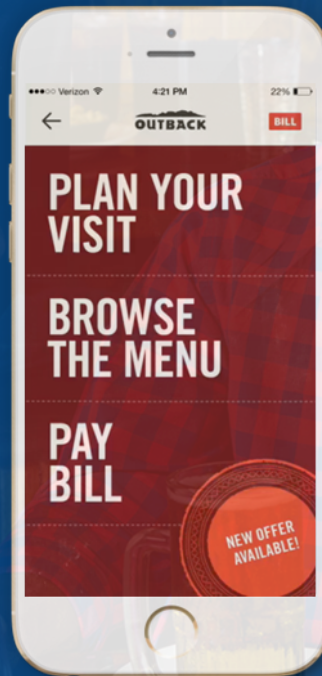 Verizon
4:21 PM
22%
OUTBACK
BILL
PLAN YOUR
VISIT
BROWSE
THE MENU
PAY
BILL
NEW OFFER
AVAILABLE!